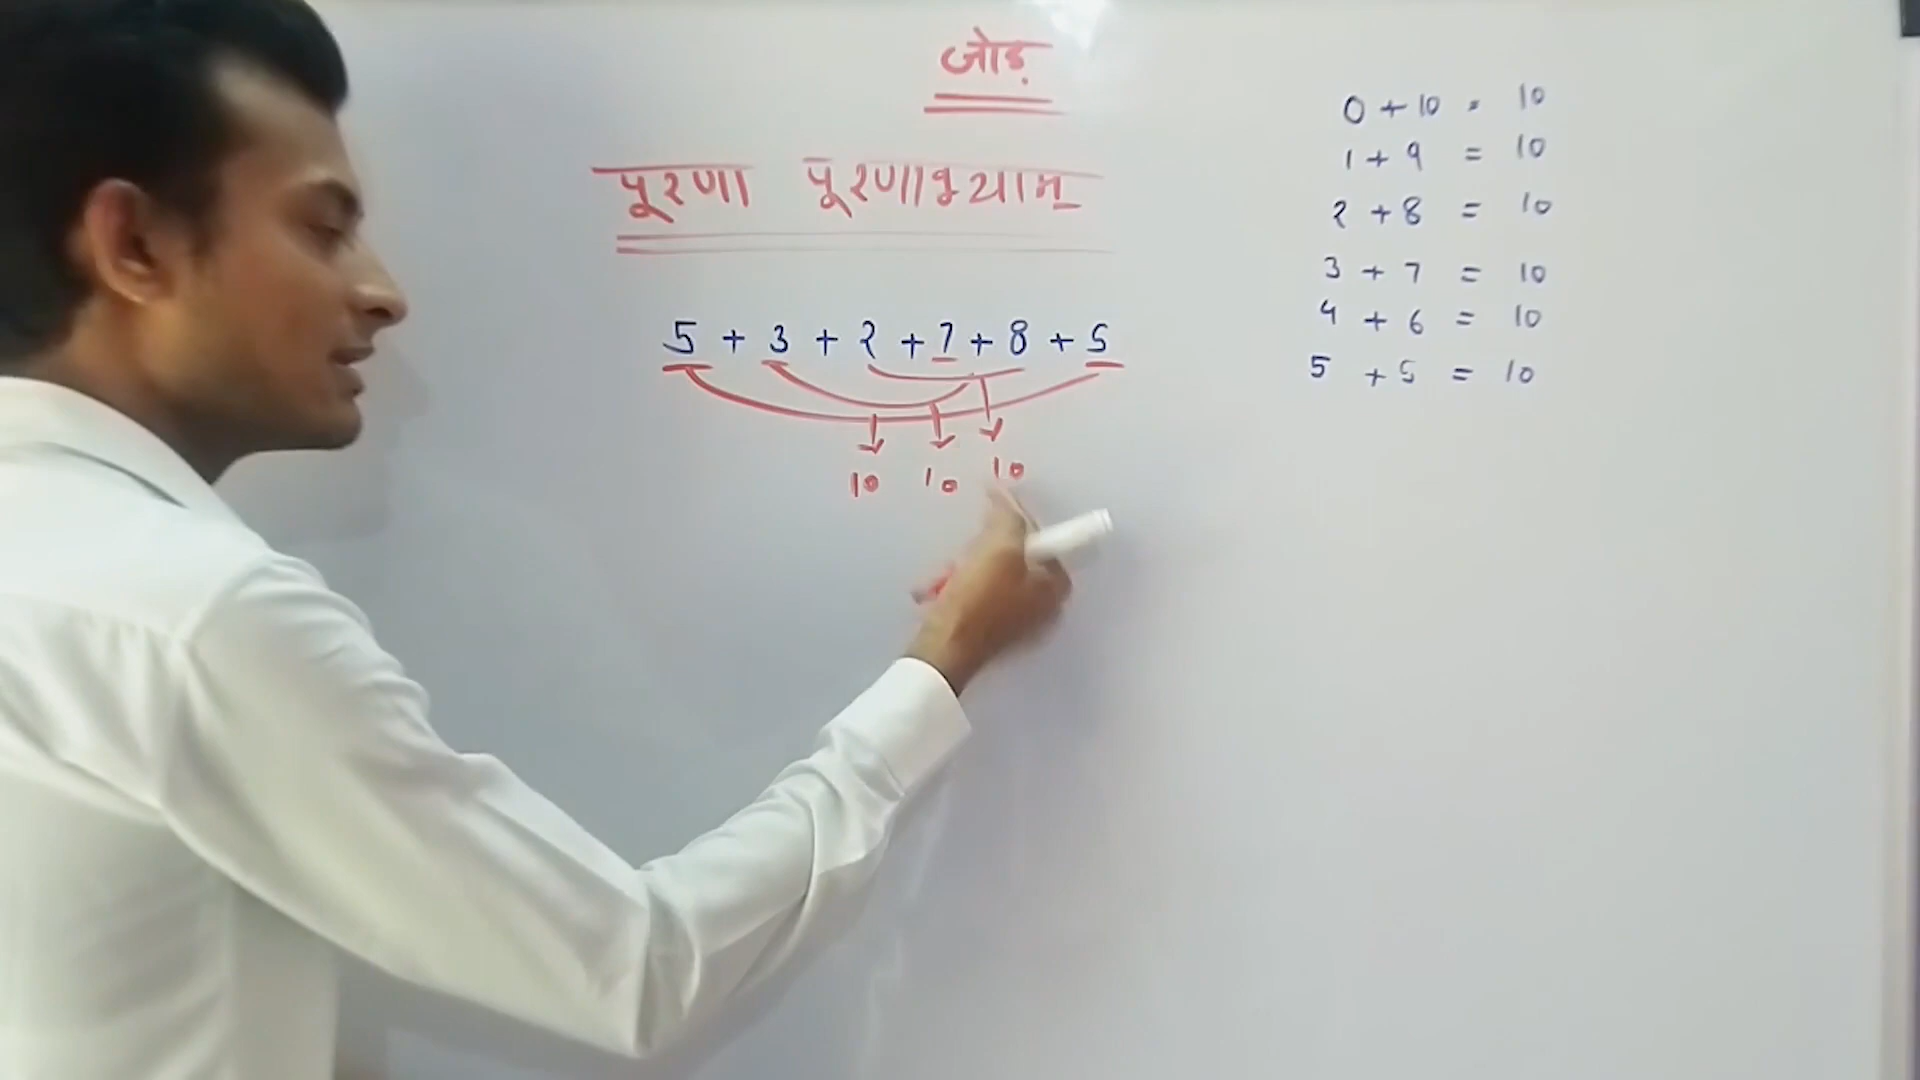 जोड़
पूरणा पूरणाभ्याम्
5 + 3 + 2 + 7 + 8 + 5
10 10 10
0 + 10 = 10
1 + 9 = 10
2 + 8 = 10
3 + 7 = 10
4 + 6 = 10
5 + 5 = 10